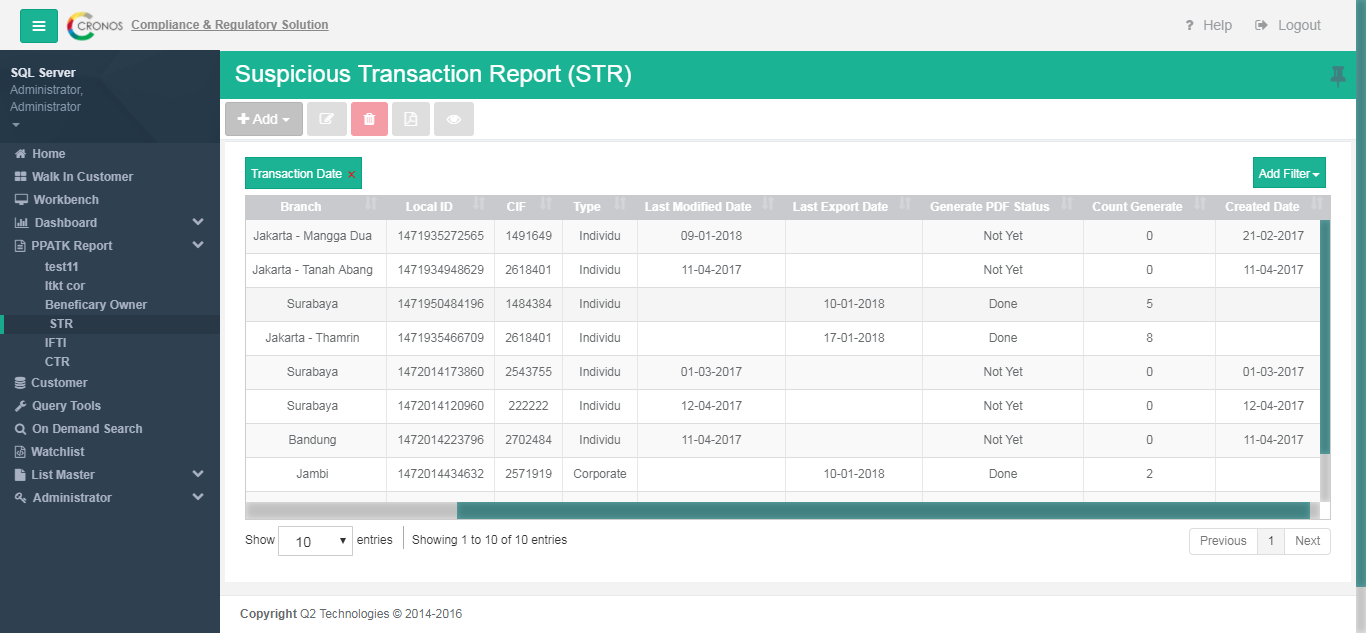 CRONOS Compliance & Regulatory Solution
? Help Logout
SQL Server
Administrator,
Administrator
Home
Walk In Customer
Workbench
Dashboard
PPATK Report
test11
ltkt cor
Beneficary Owner
STR
IFTI
CTR
Customer
Query Tools
On Demand Search
Watchlist
List Master
Administrator
Suspicious Transaction Report (STR)
Add
Transaction Date ×
Add Filter
Branch Local ID CIF Type Last Modified Date Last Export Date Generate PDF Status Count Generate Created Date
Jakarta - Mangga Dua 1471935272565 1491649 Individu 09-01-2018 Not Yet 0 21-02-2017
Jakarta - Tanah Abang 1471934948629 2618401 Individu 11-04-2017 Not Yet 0 11-04-2017
Surabaya 1471950484196 1484384 Individu 10-01-2018 Done 5
Jakarta - Thamrin 1471935466709 2618401 Individu 17-01-2018 Done 8
Surabaya 1472014173860 2543755 Individu 01-03-2017 Not Yet 0 01-03-2017
Surabaya 1472014120960 222222 Individu 12-04-2017 Not Yet 0 12-04-2017
Bandung 1472014223796 2702484 Individu 11-04-2017 Not Yet 0 11-04-2017
Jambi 1472014434632 2571919 Corporate 10-01-2018 Done 2
Show 10 entries Showing 1 to 10 of 10 entries
Previous 1 Next
Copyright Q2 Technologies © 2014-2016